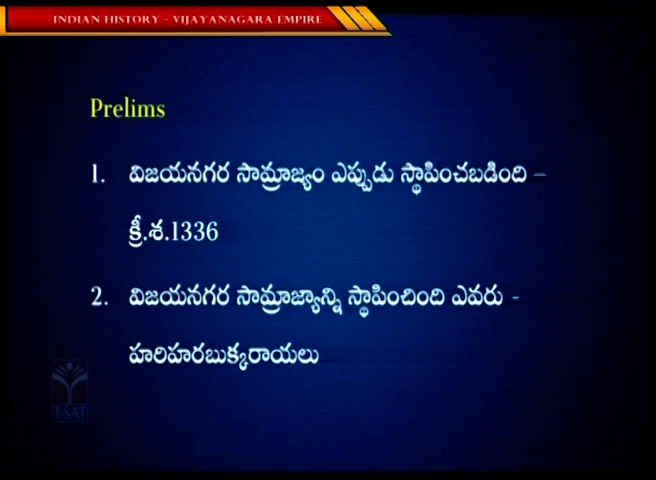 INDIAN HISTORY - VIJAYANAGARA EMPIRE
Prelims
1. విజయనగర సామ్రాజ్యం ఎప్పుడు స్థాపించబడింది –
క్రీ.శ.1336
2. విజయనగర సామ్రాజ్యాన్ని స్థాపించింది ఎవరు -
హరిహరబుక్కరాయలు
T-SAT